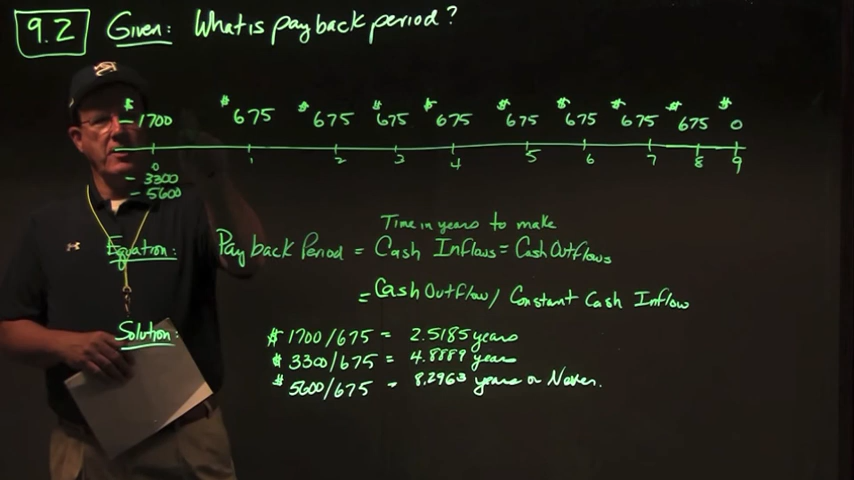 9.2 Given: What is payback period?
$ $ $ $ $ $ $ $ $ $
-1700 675 675 675 675 675 675 675 675 0
0 1 2 3 4 5 6 7 8 9
- 3300
- 5600
Time in years to make
Equation: Payback Period = Cash Inflows = Cash Outflows
= Cash Outflow / Constant Cash Inflow
Solution: $ 1700/675 = 2.5185 years
$ 3300/675 = 4.8889 years
$ 5600/675 = 8.2963 years or Never.